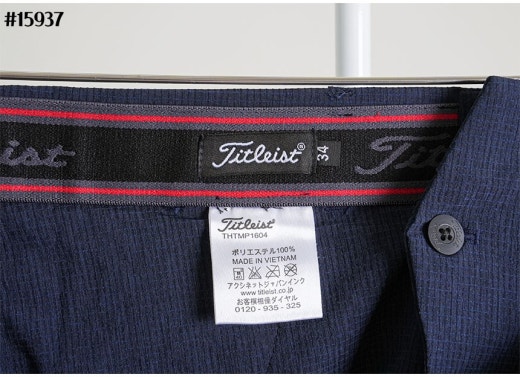 #15937
Titleist® 34
Titleist
THTMP1604
ポリエステル100%
MADE IN VIETNAM
アクシネットジャパンインク
www.titleist.co.jp
お客様相談ダイヤル
0120-935-325